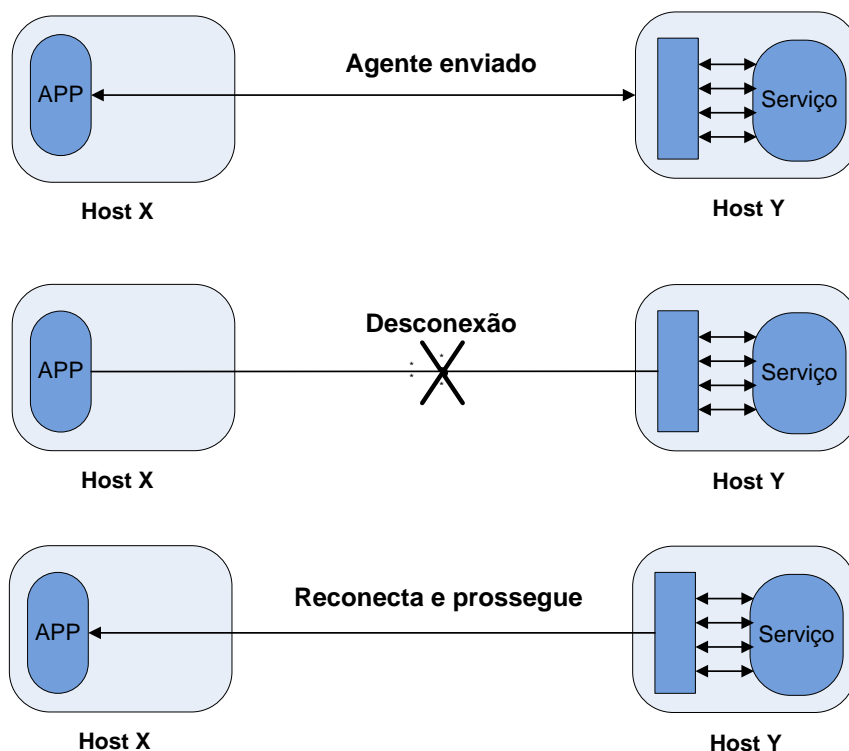 Agente enviado
APP
Serviço
Host X
Host Y
Desconexão
APP
Serviço
Host X
Host Y
Reconecta e prossegue
APP
Serviço
Host X
Host Y